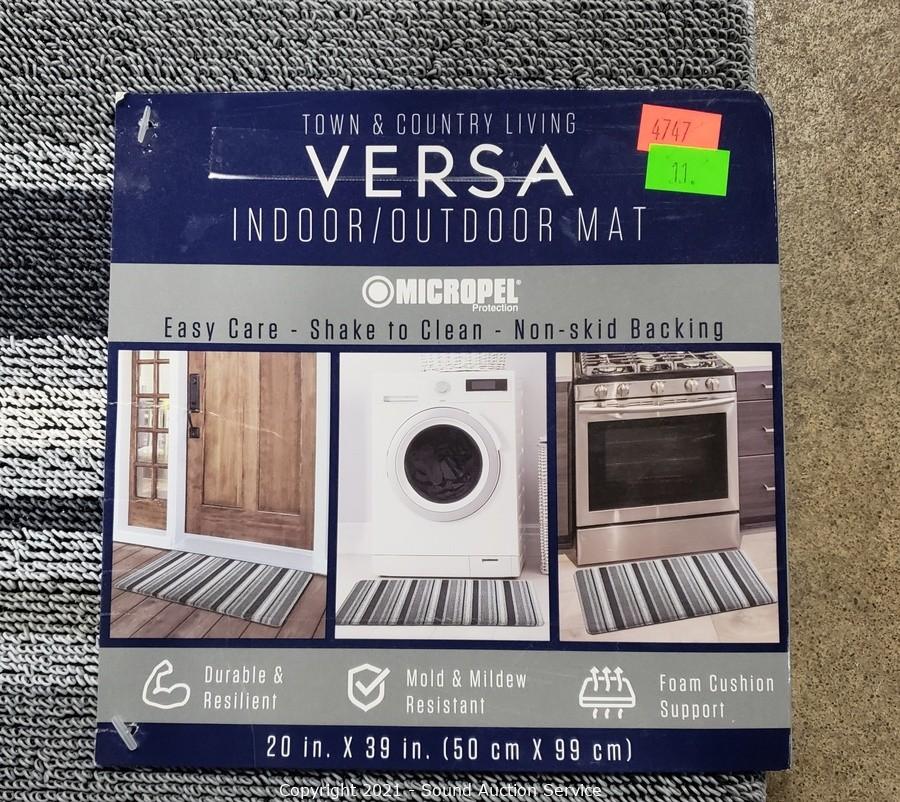 TOWN & COUNTRY LIVING
VERSA
INDOOR/OUTDOOR MAT
4747
11.
MICROPEL®
Protection
Easy Care - Shake to Clean - Non-skid Backing
Durable &
Resilient
Mold & Mildew
Resistant
Foam Cushion
Support
20 in. X 39 in. (50 cm X 99 cm)
Copyright 2021 - Sound Auction Service